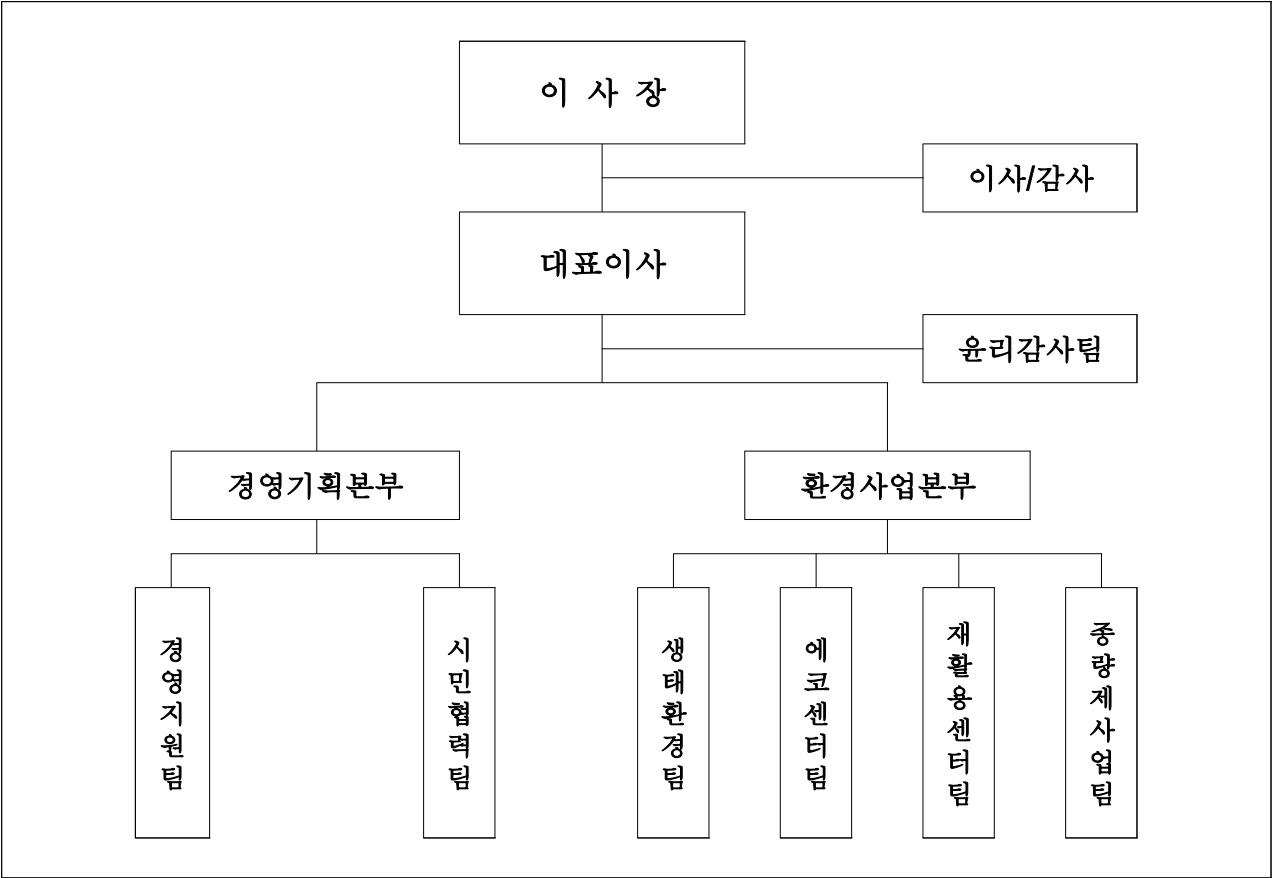 이 사 장
이사/감사
대표이사
윤리감사팀
경영기획본부
환경사업본부
경영지원팀
시민협력팀
생태환경팀
에코센터팀
재활용센터팀
종량제사업팀